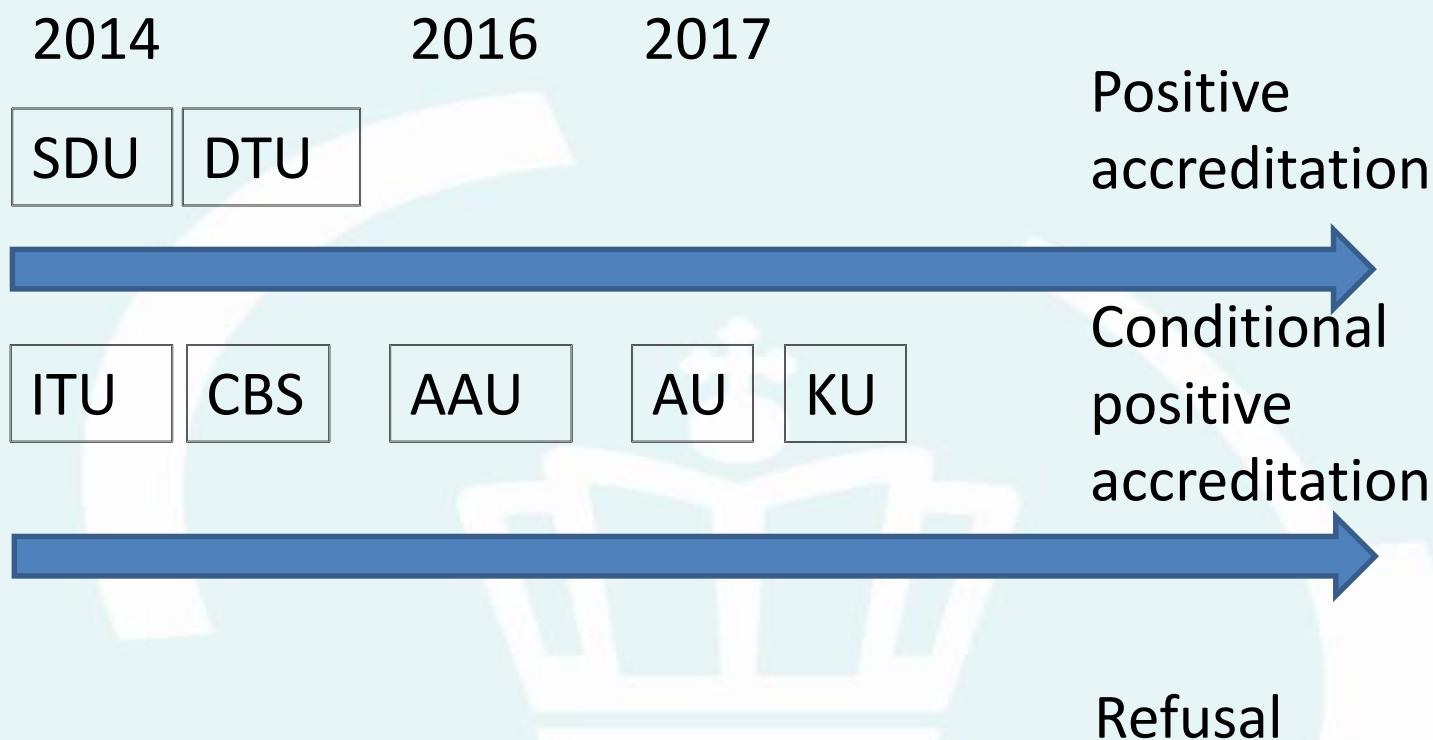 2014 2016 2017
Positive
accreditation
SDU DTU
Conditional
positive
accreditation
ITU CBS AAU AU KU
Refusal